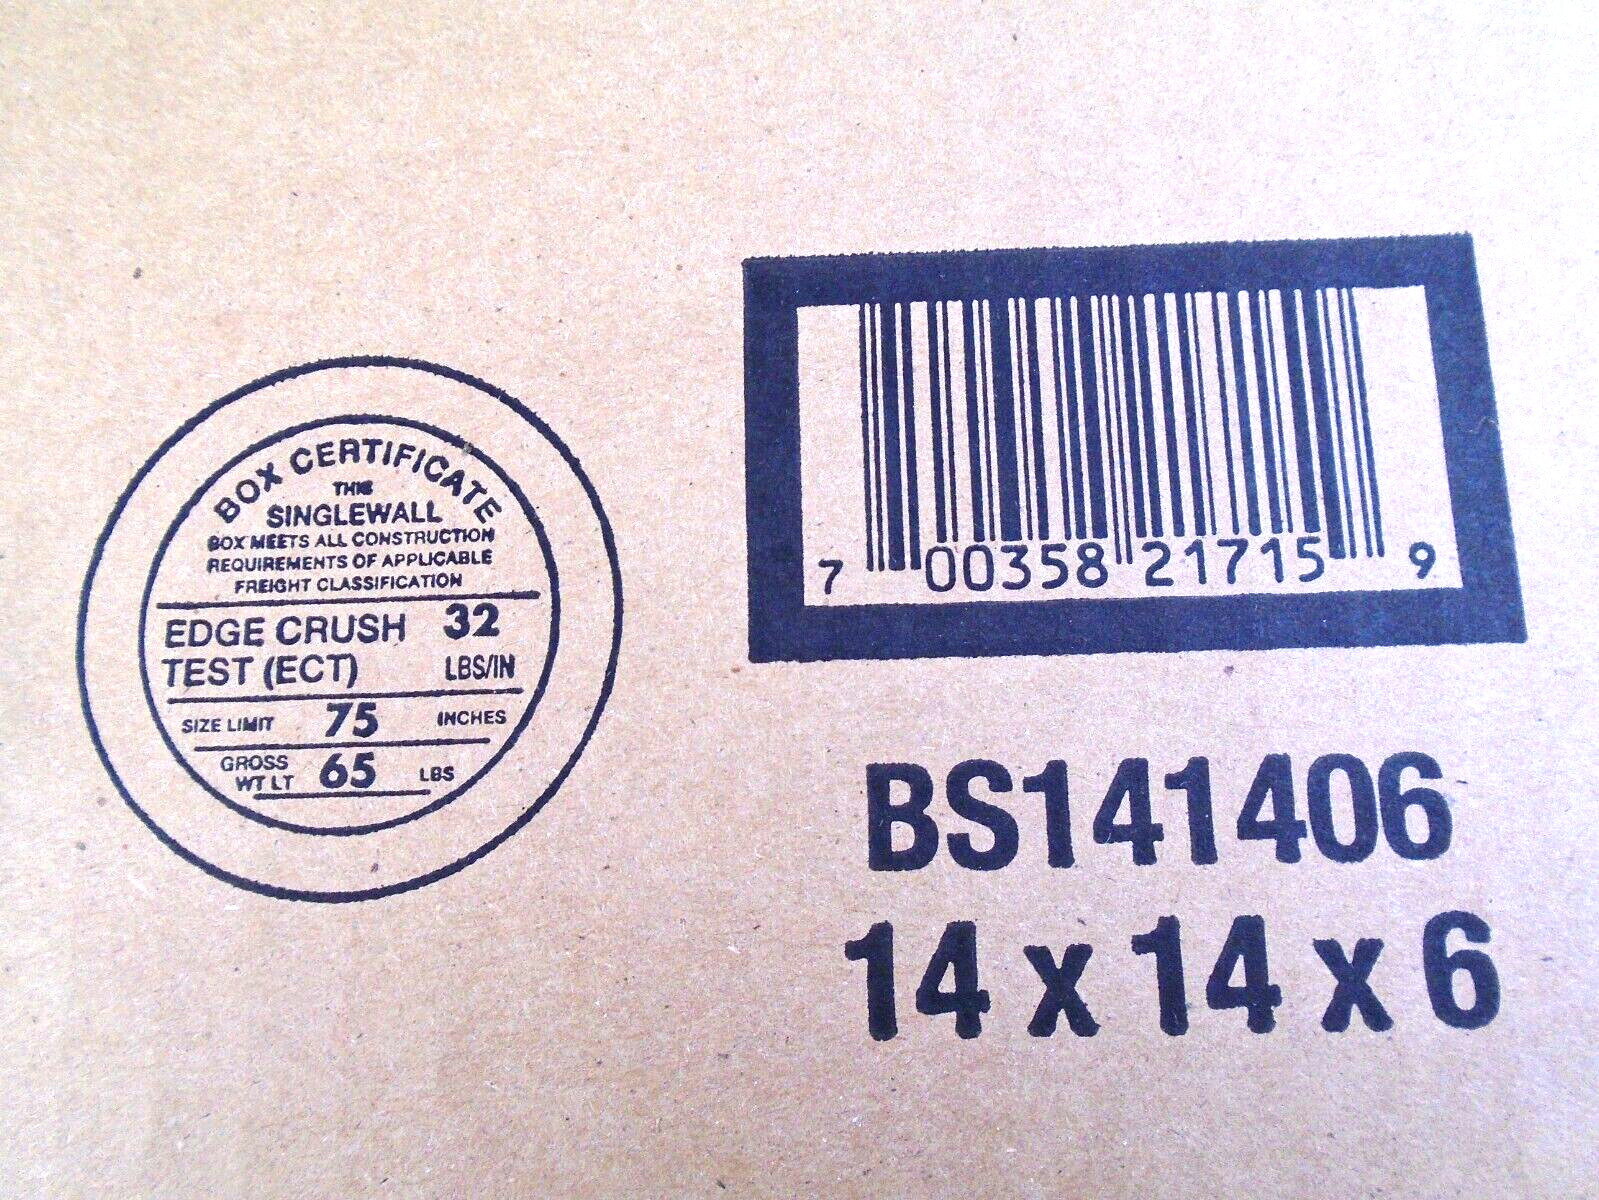 BOX CERTIFICATE
THIS
SINGLEWALL
BOX MEETS ALL CONSTRUCTION
REQUIREMENTS OF APPLICABLE
FREIGHT CLASSIFICATION
EDGE CRUSH 32
TEST (ECT) LBS/IN
SIZE LIMIT 75 INCHES
GROSS
WT LT 65 LBS
7 00358 21715 9
BS141406
14 x 14 x 6